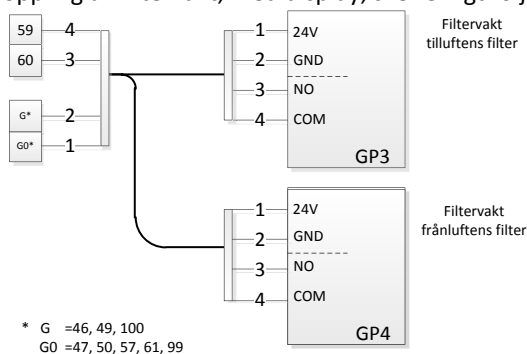 59 4
60 3
G* 2
G0* 1
1 24V
2 GND
3 NO
4 COM
GP3
Filtervakt
tilluftens filter
1 24V
2 GND
3 NO
4 COM
GP4
Filtervakt
frånluftens filter
* G =46, 49, 100
G0 =47, 50, 57, 61, 99